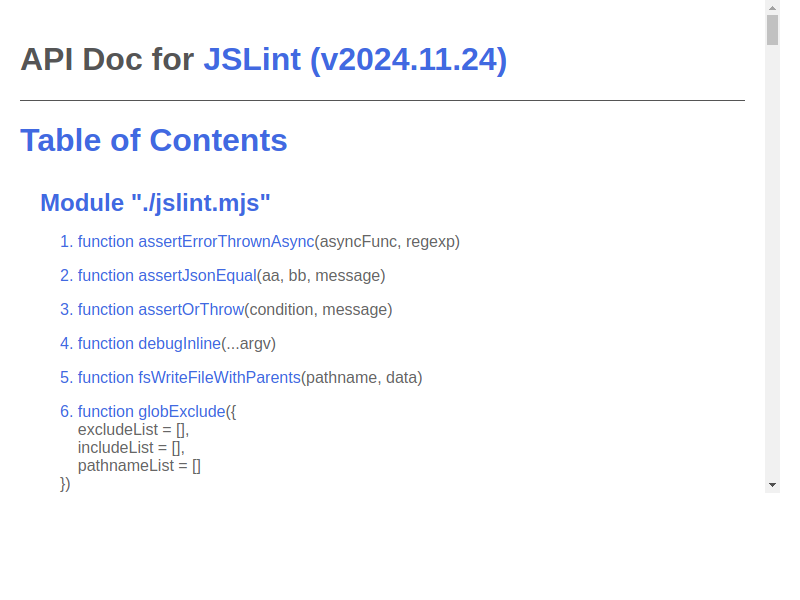 API Doc for JSLint (v2024.11.24)
Table of Contents
Module "./jslint.mjs"
1. function assertErrorThrownAsync(asyncFunc, regexp)
2. function assertJsonEqual(aa, bb, message)
3. function assertOrThrow(condition, message)
4. function debugInline(...argv)
5. function fsWriteFileWithParents(pathname, data)
6. function globExclude({
excludeList = [],
includeList = [],
pathnameList = []
})